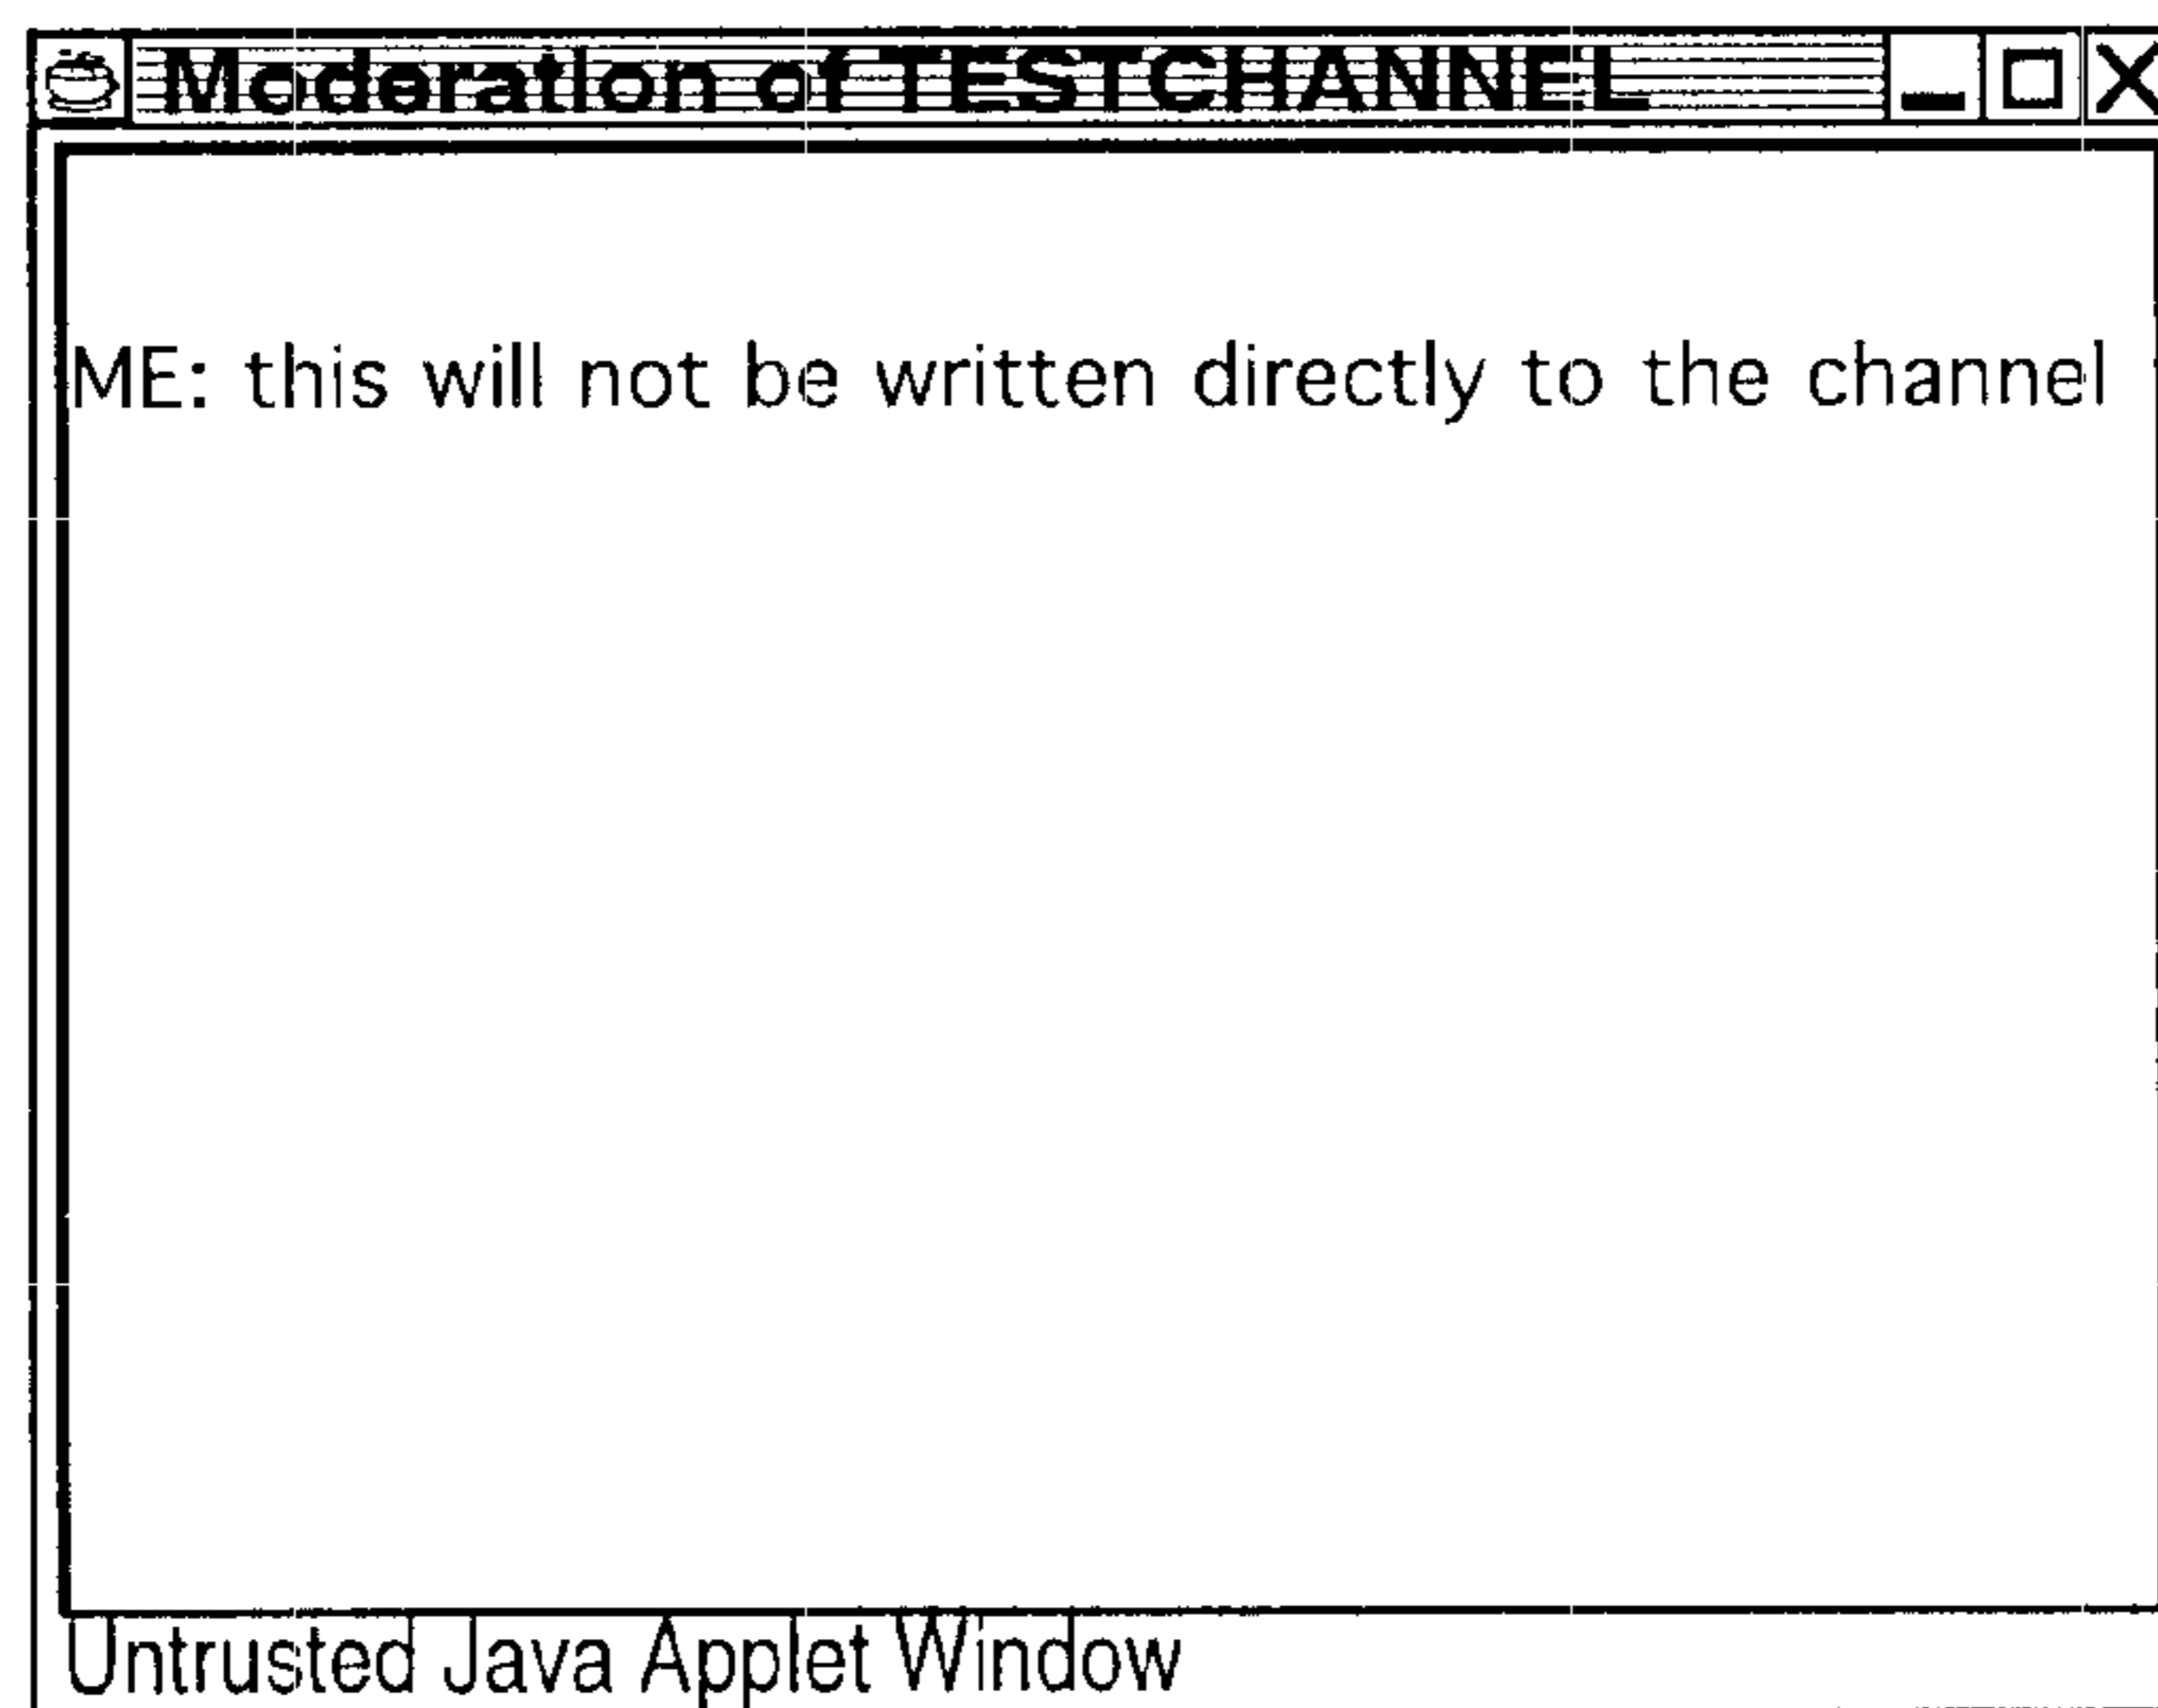 Moderation of TESTCHANNEL
ME: this will not be written directly to the channel
Untrusted Java Applet Window